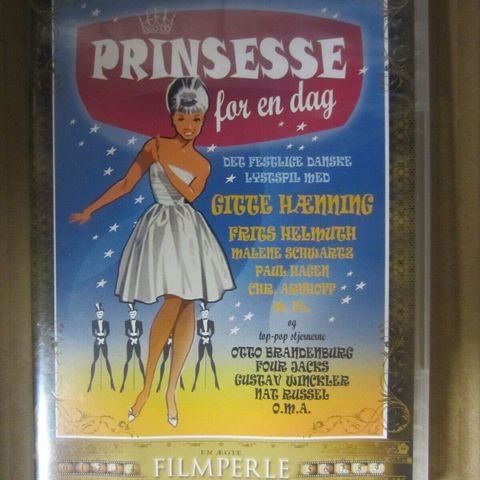 PRINSESSE
for en dag
DET FESTLIGE DANSKE
LYSTSPIL MED
GITTE HÆNNING
FRITS HELMUTH
MALENE SCHWARTZ
PAUL HAGEN
CHR. ARHOFF
M. FL.
og
top-pop stjernerne
OTTO BRANDENBURG
FOUR JACKS
GUSTAV WINCKLER
NAT RUSSEL
O.M.A.
EN ÆGTE
FILMPERLE